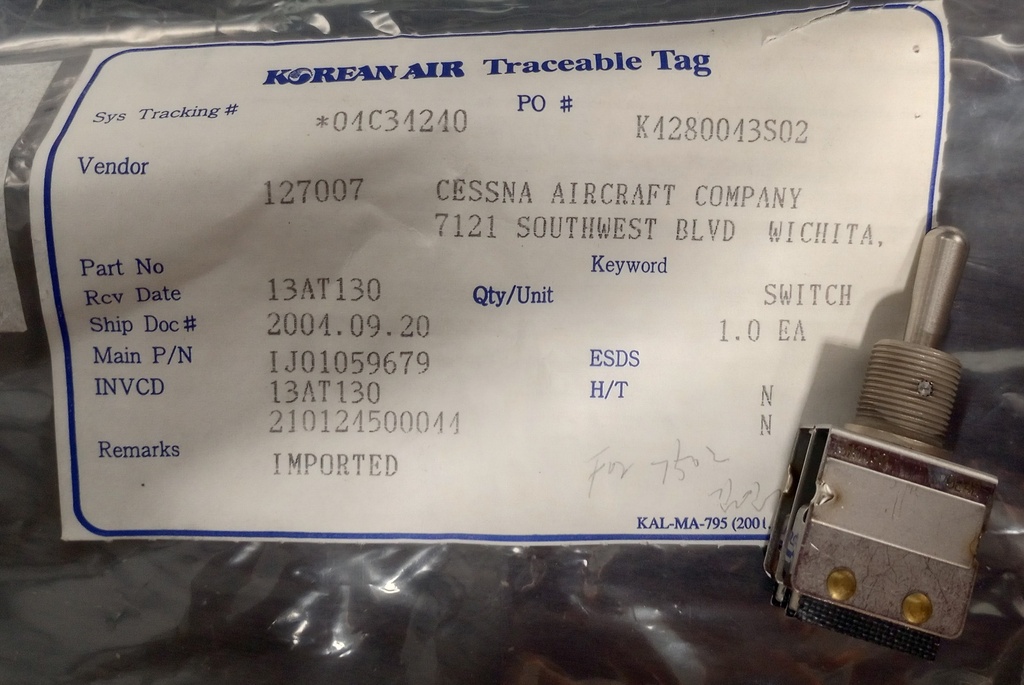 KOREAN AIR Traceable Tag
Sys Tracking # *04C34240 PO # K4280043S02
Vendor 127007 CESSNA AIRCRAFT COMPANY
7121 SOUTHWEST BLVD WICHITA,
Part No 13AT130 Keyword SWITCH
Rcv Date 2004.09.20 Qty/Unit 1.0 EA
Ship Doc# IJ01059679
Main P/N 13AT130 ESDS N
INVCD 210124500044 H/T N
Remarks IMPORTED
For 7502
KAL-MA-795 (2001.